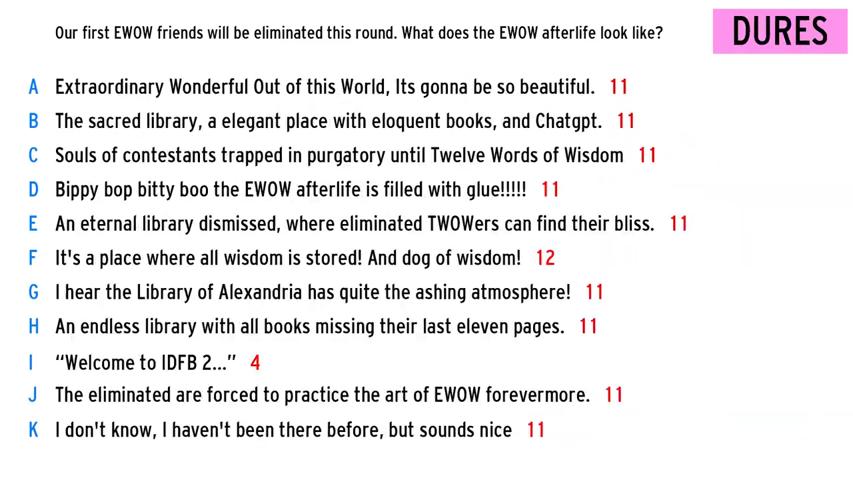 Our first EWOW friends will be eliminated this round. What does the EWOW afterlife look like?
DURES
A Extraordinary Wonderful Out of this World, Its gonna be so beautiful. 11
B The sacred library, a elegant place with eloquent books, and Chatgpt. 11
C Souls of contestants trapped in purgatory until Twelve Words of Wisdom 11
D Bippy bop bitty boo the EWOW afterlife is filled with glue!!!!! 11
E An eternal library dismissed, where eliminated TWOWers can find their bliss. 11
F It's a place where all wisdom is stored! And dog of wisdom! 12
G I hear the Library of Alexandria has quite the ashing atmosphere! 11
H An endless library with all books missing their last eleven pages. 11
I “Welcome to IDFB 2...” 4
J The eliminated are forced to practice the art of EWOW forevermore. 11
K I don't know, I haven't been there before, but sounds nice 11